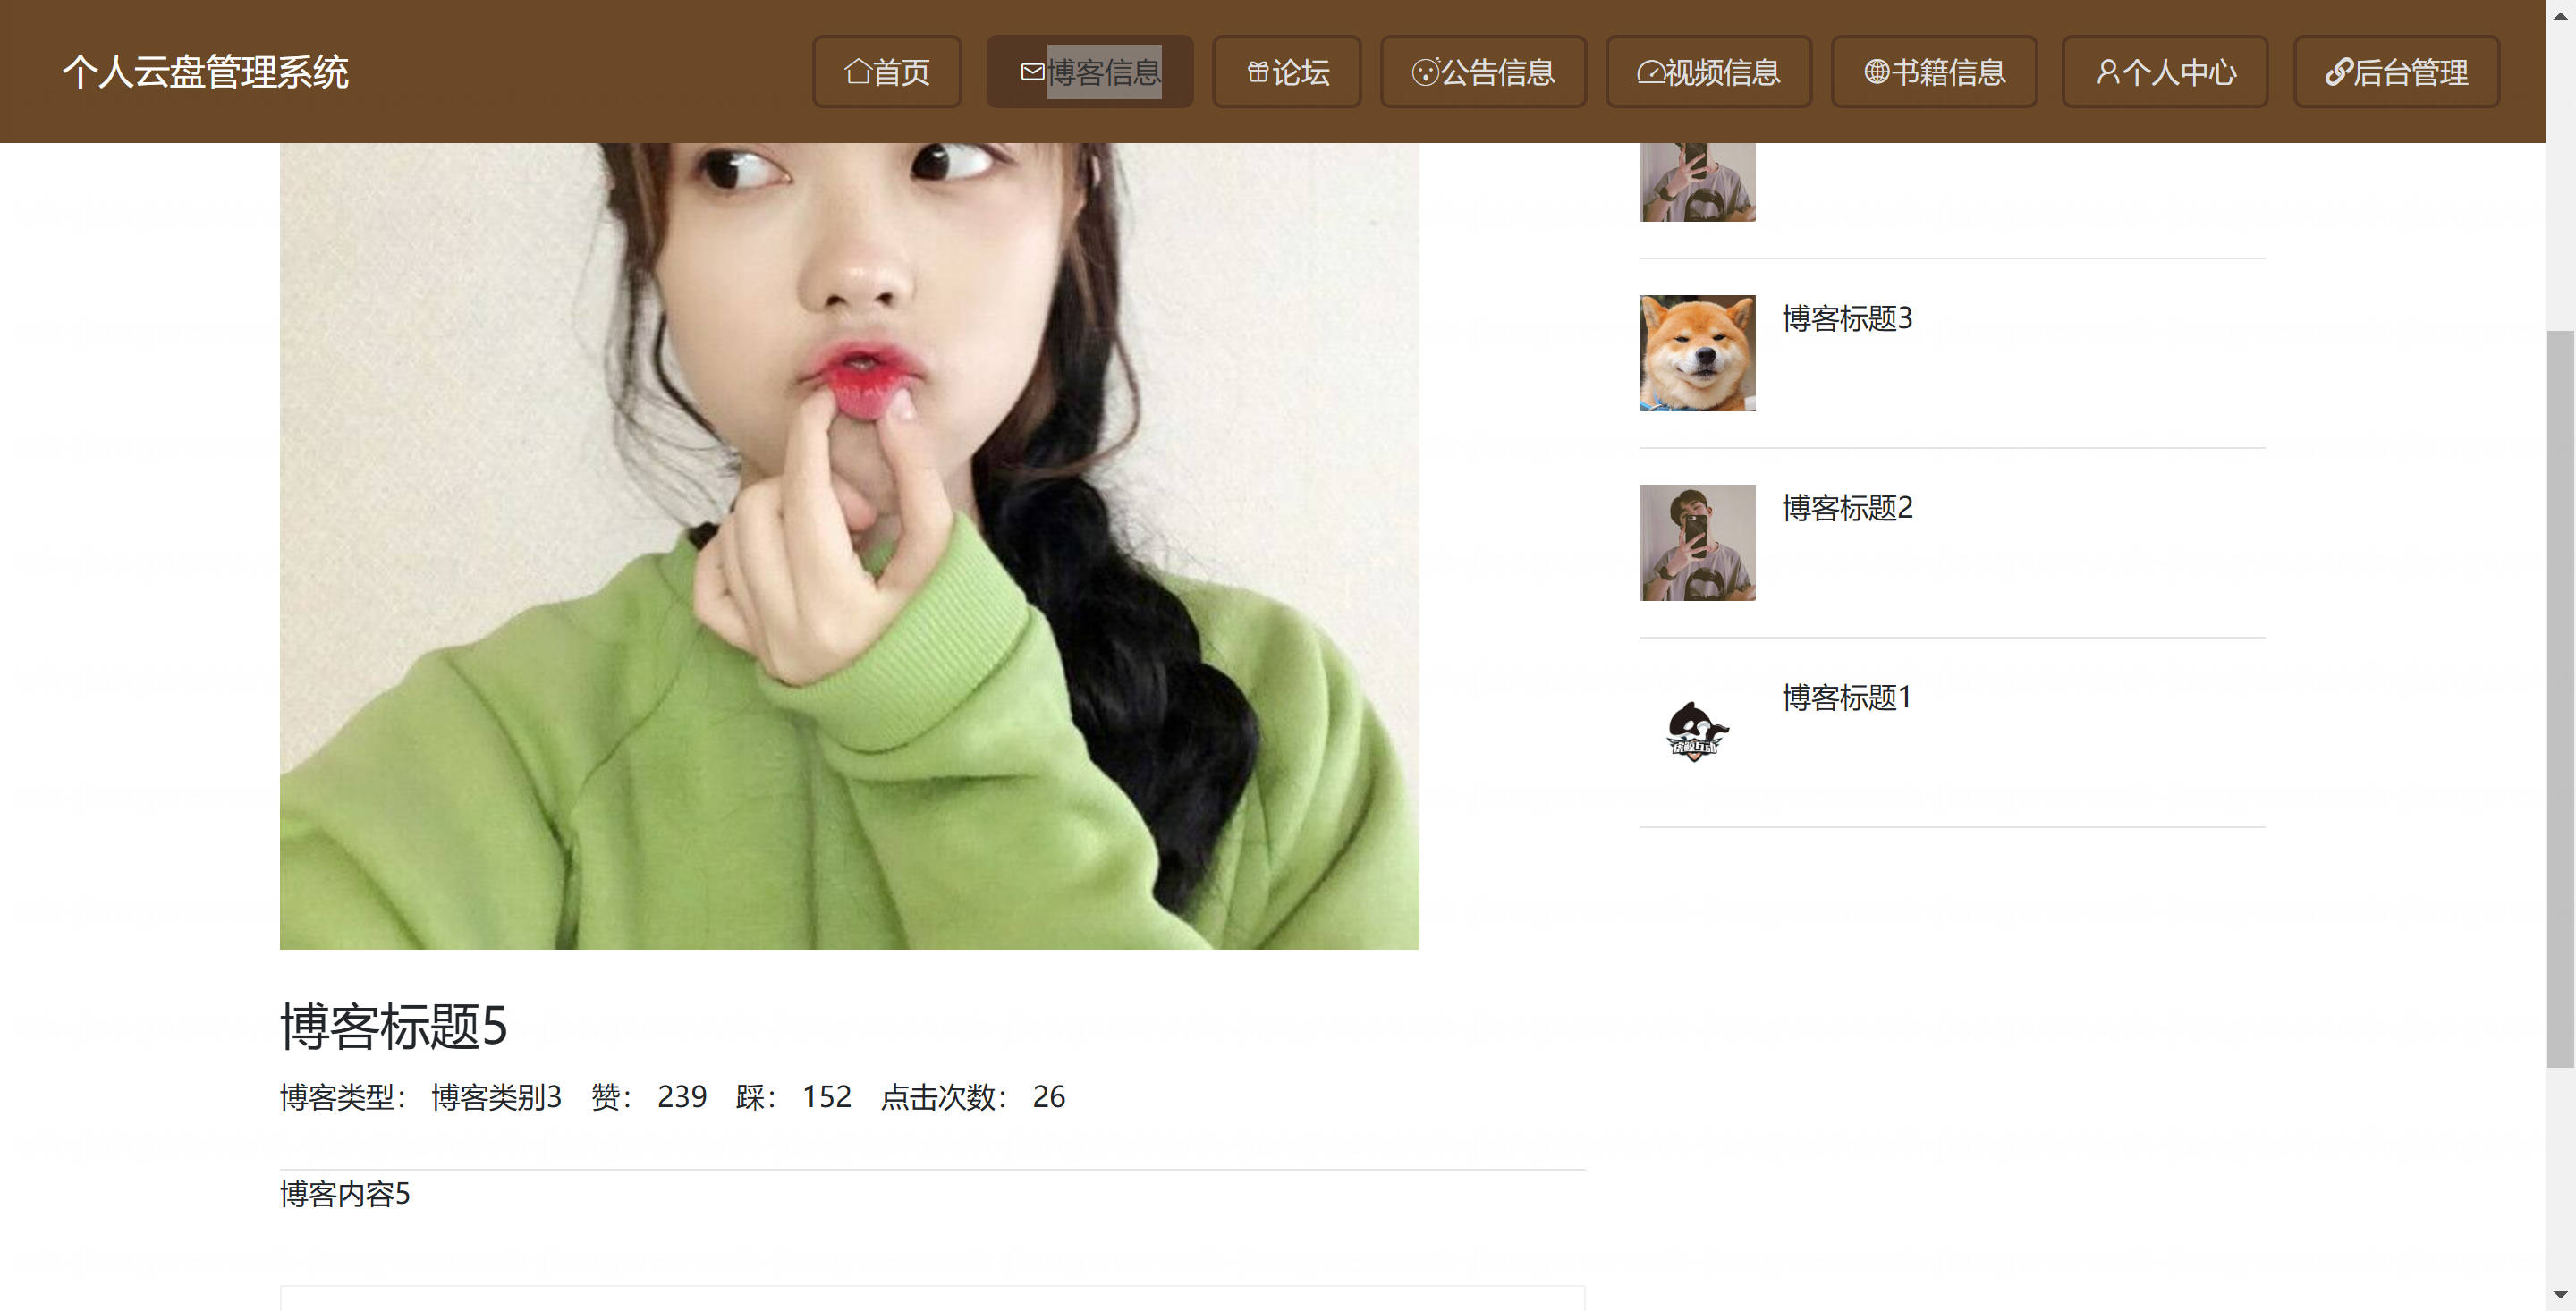 个人云盘管理系统
首页 博客信息 论坛 公告信息 视频信息 书籍信息 个人中心 后台管理
博客标题3
博客标题2
博客标题1
虎鲸互动
博客标题5
博客类型： 博客类别3 赞： 239 踩： 152 点击次数： 26
博客内容5